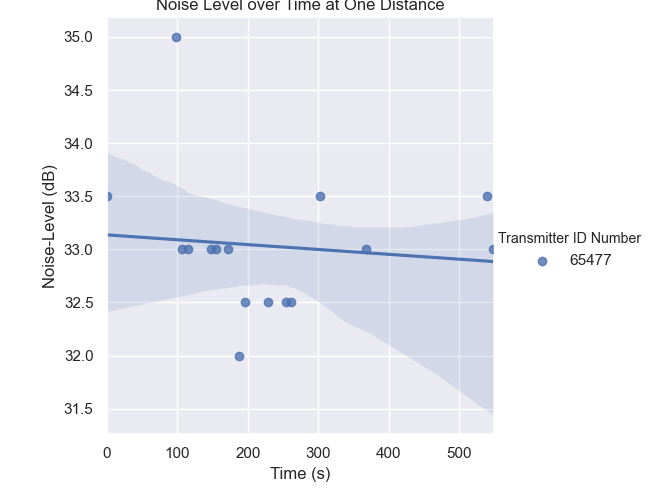 Noise Level over Time at One Distance
35.0
34.5
34.0
33.5
33.0
32.5
32.0
31.5
Noise-Level (dB)
0 100 200 300 400 500
Time (s)
Transmitter ID Number
65477